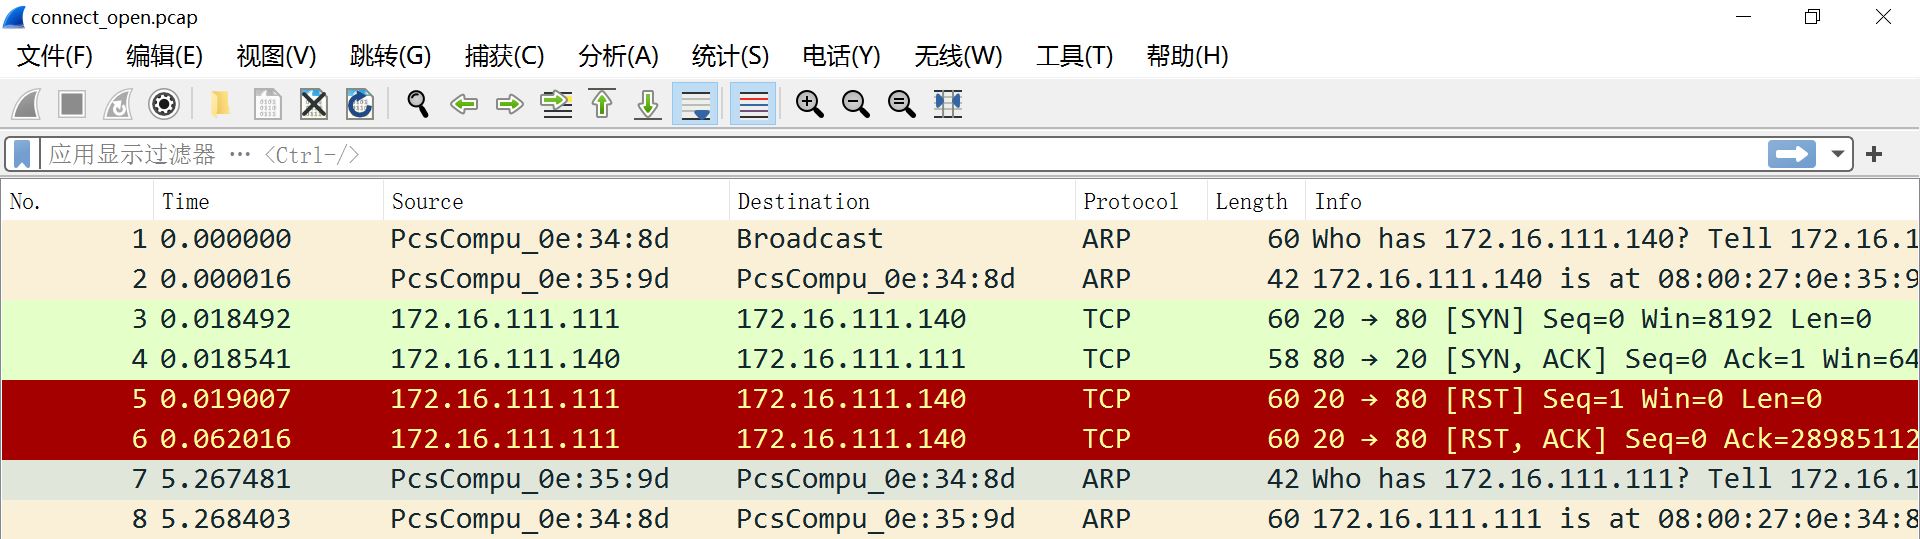 connect_open.pcap
文件(F) 编辑(E) 视图(V) 跳转(G) 捕获(C) 分析(A) 统计(S) 电话(Y) 无线(W) 工具(T) 帮助(H)
应用显示过滤器 … <Ctrl-/>
No. Time Source Destination Protocol Length Info
1 0.000000 PcsCompu_0e:34:8d Broadcast ARP 60 Who has 172.16.111.140? Tell 172.16.1
2 0.000016 PcsCompu_0e:35:9d PcsCompu_0e:34:8d ARP 42 172.16.111.140 is at 08:00:27:0e:35:9
3 0.018492 172.16.111.111 172.16.111.140 TCP 60 20 → 80 [SYN] Seq=0 Win=8192 Len=0
4 0.018541 172.16.111.140 172.16.111.111 TCP 58 80 → 20 [SYN, ACK] Seq=0 Ack=1 Win=64
5 0.019007 172.16.111.111 172.16.111.140 TCP 60 20 → 80 [RST] Seq=1 Win=0 Len=0
6 0.062016 172.16.111.111 172.16.111.140 TCP 60 20 → 80 [RST, ACK] Seq=0 Ack=28985112
7 5.267481 PcsCompu_0e:35:9d PcsCompu_0e:34:8d ARP 42 Who has 172.16.111.111? Tell 172.16.1
8 5.268403 PcsCompu_0e:34:8d PcsCompu_0e:35:9d ARP 60 172.16.111.111 is at 08:00:27:0e:34:8